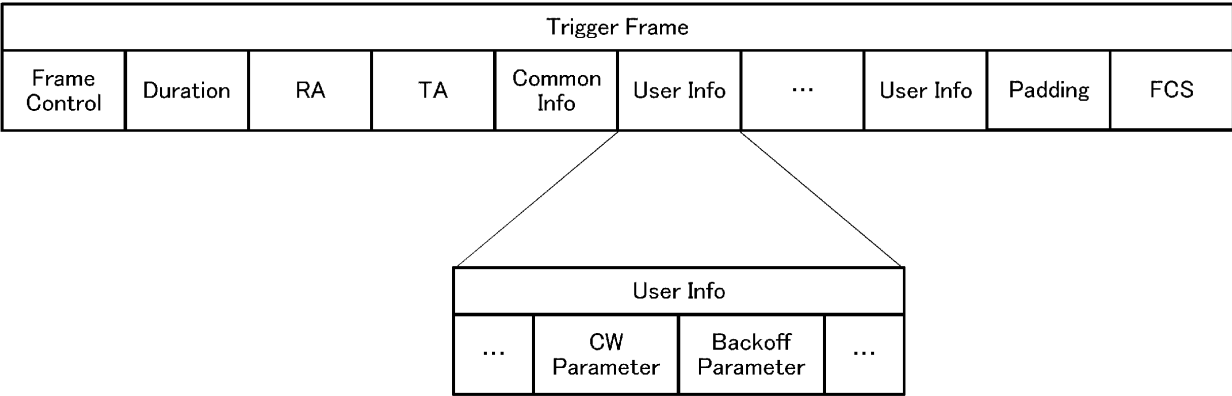 Trigger Frame
Frame
Control
Duration
RA
TA
Common
Info
User Info
...
User Info
Padding
FCS
User Info
...
CW
Parameter
Backoff
Parameter
...